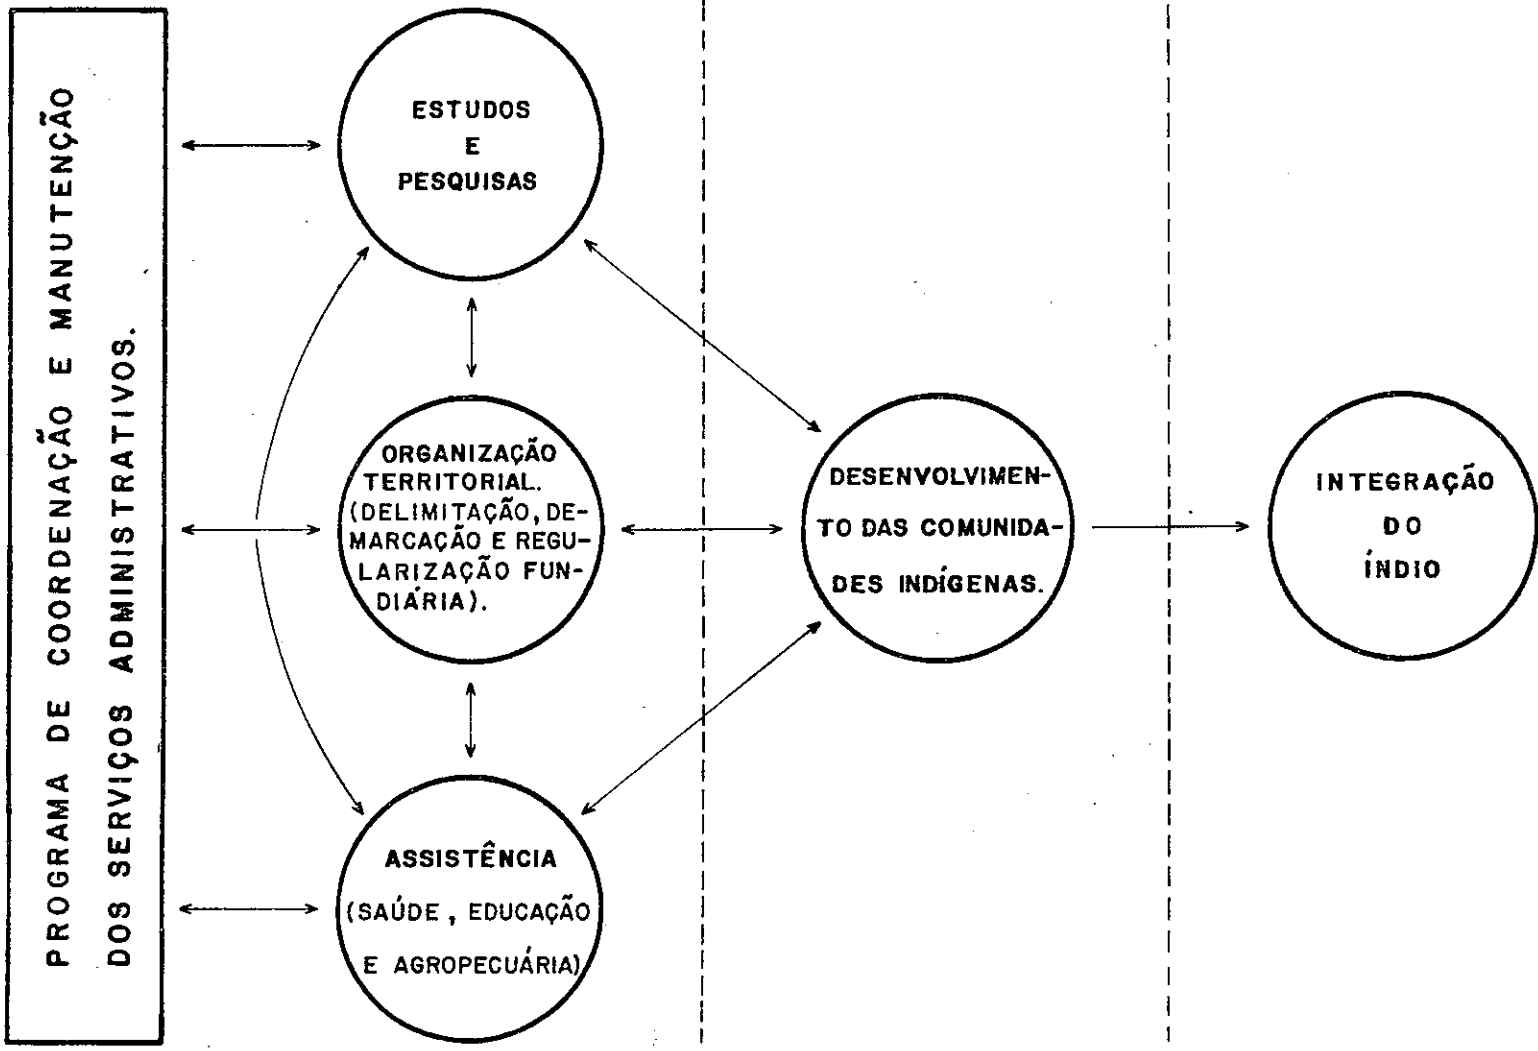 PROGRAMA DE COORDENAÇÃO E MANUTENÇÃO
DOS SERVIÇOS ADMINISTRATIVOS.
ESTUDOS
E
PESQUISAS
ORGANIZAÇÃO
TERRITORIAL.
(DELIMITAÇÃO, DE-
MARCAÇÃO E REGU-
LARIZAÇÃO FUN-
DIÁRIA).
ASSISTÊNCIA
(SAÚDE, EDUCAÇÃO
E AGROPECUÁRIA)
DESENVOLVIMEN-
TO DAS COMUNIDA-
DES INDÍGENAS.
INTEGRAÇÃO
DO
ÍNDIO